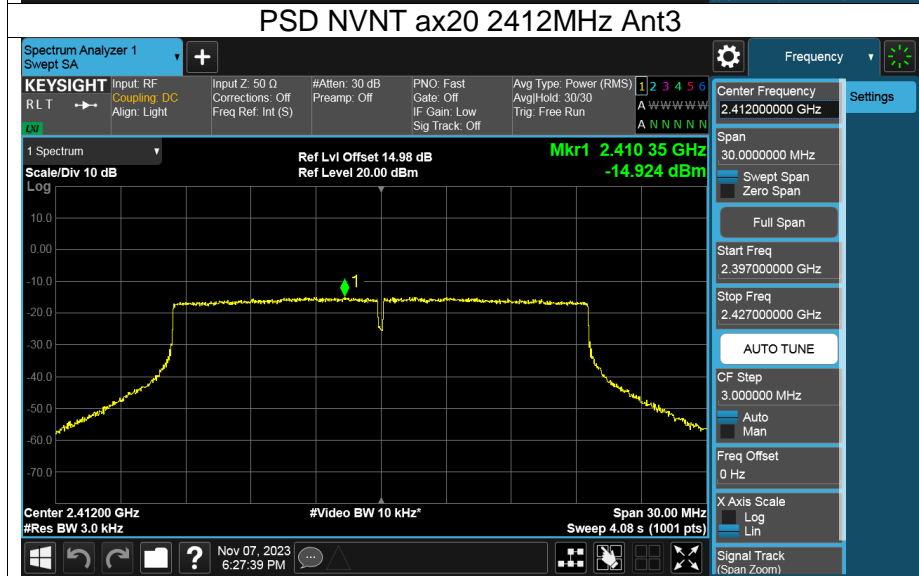 PSD NVNT ax20 2412MHz Ant3
Spectrum Analyzer 1
Swept SA
+
Frequency
KEYSIGHT
RLT
LXI
Input: RF
Coupling: DC
Align: Light
Input Z: 50 Ω
Corrections: Off
Freq Ref: Int (S)
#Atten: 30 dB
Preamp: Off
PNO: Fast
Gate: Off
IF Gain: Low
Sig Track: Off
Avg Type: Power (RMS)
Avg|Hold: 30/30
Trig: Free Run
1 2 3 4 5 6
A W W W W W
A N N N N N
1 Spectrum
Scale/Div 10 dB
Log
Ref Lvl Offset 14.98 dB
Ref Level 20.00 dBm
Mkr1 2.410 35 GHz
-14.924 dBm
10.0
0.00
-10.0
-20.0
-30.0
-40.0
-50.0
-60.0
-70.0
1
Center 2.41200 GHz
#Res BW 3.0 kHz
#Video BW 10 kHz*
Span 30.00 MHz
Sweep 4.08 s (1001 pts)
?
Nov 07, 2023
6:27:39 PM
Center Frequency
2.412000000 GHz
Span
30.0000000 MHz
Swept Span
Zero Span
Full Span
Start Freq
2.397000000 GHz
Stop Freq
2.427000000 GHz
AUTO TUNE
CF Step
3.000000 MHz
Auto
Man
Freq Offset
0 Hz
X Axis Scale
Log
Lin
Signal Track
(Span Zoom)
Settings